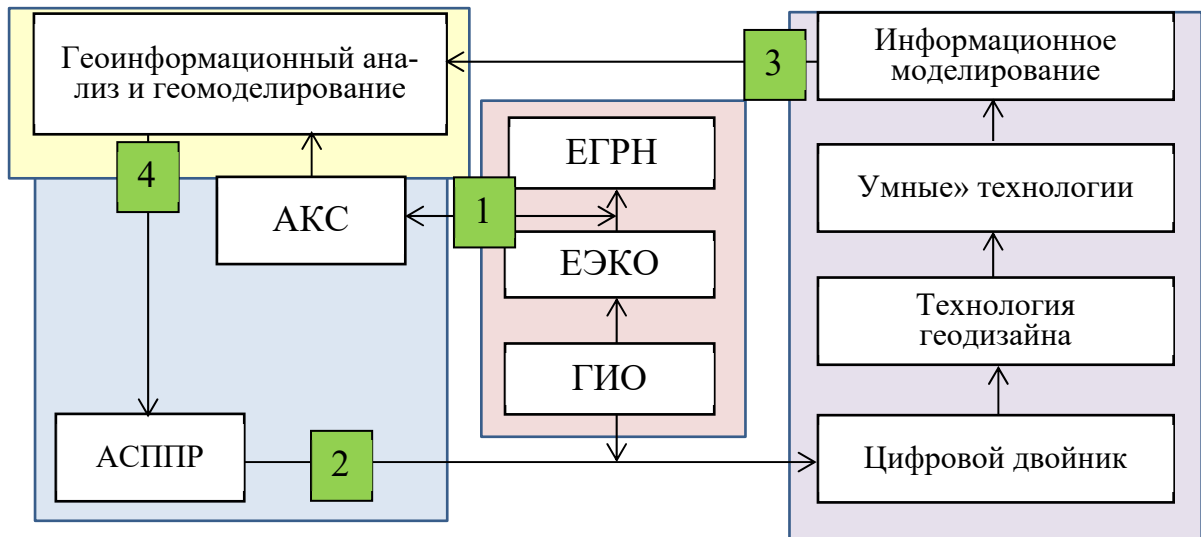 Геоинформационный ана-
лиз и геомоделирование
3
Информационное
моделирование
ЕГРН
4
Умные» технологии
АКС
1
ЕЭКО
Технология
геодизайна
ГИО
АСППР
2
Цифровой двойник